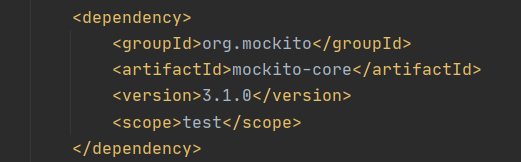 <dependency>
    <groupId>org.mockito</groupId>
    <artifactId>mockito-core</artifactId>
    <version>3.1.0</version>
    <scope>test</scope>
</dependency>